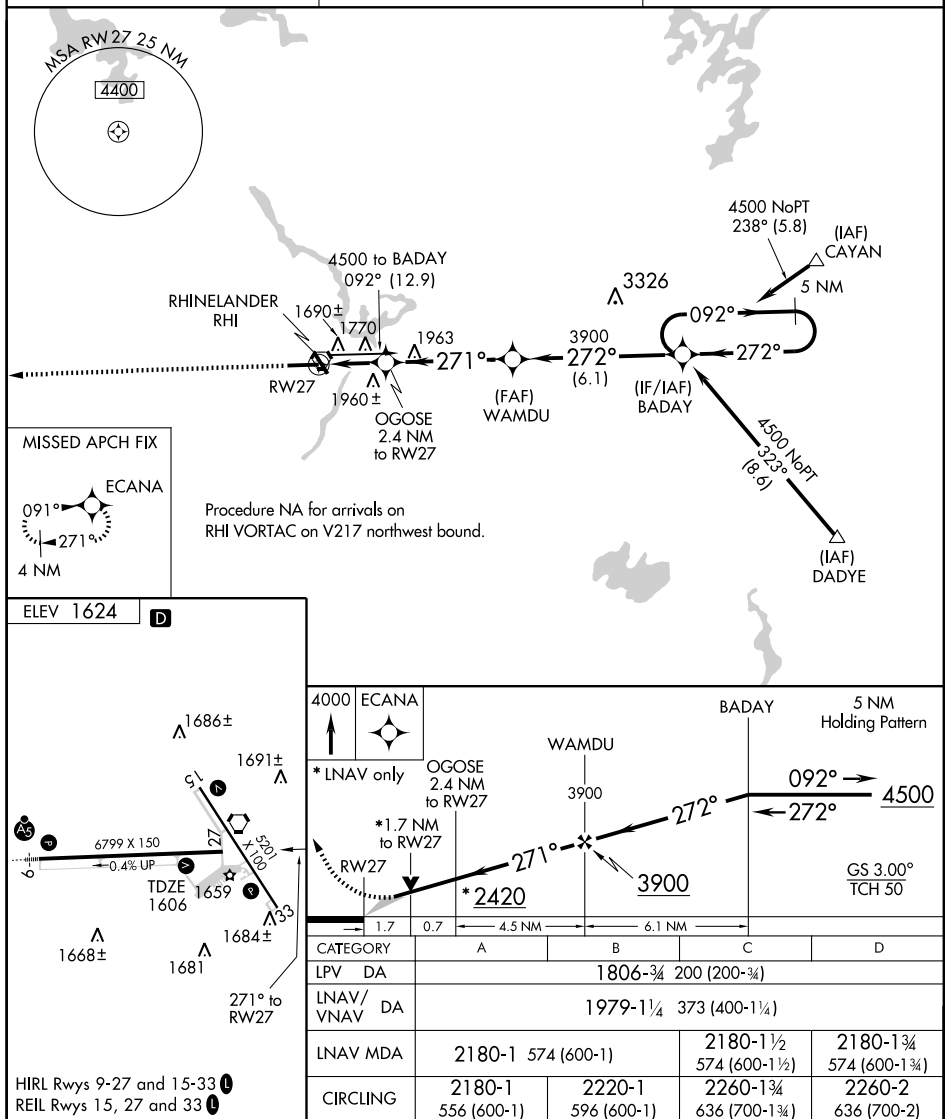 MSA RW27 25 NM
4400
4500 NoPT
238° (5.8)
(IAF)
CAYAN
5 NM
4500 to BADAY
092° (12.9)
3326
RHINELANDER
RHI
1690±
1770
1963
092°
3900
271°
272°
272°
(6.1)
RW27
1960±
(FAF)
WAMDU
(IF/IAF)
BADAY
OGOSE
2.4 NM
to RW27
4500 NoPT
323°
(8.6)
MISSED APCH FIX
ECANA
091°
271°
4 NM
Procedure NA for arrivals on
RHI VORTAC on V217 northwest bound.
(IAF)
DADYE
ELEV 1624 D
1686±
1691±
15
V
A5
P
6799 X 150
27
5201
X 100
9
0.4% UP
V
TDZE
1606
1659
P
33
1684±
1668±
1681
271° to
RW27
HIRL Rwys 9-27 and 15-33 L
REIL Rwys 15, 27 and 33 L
4000 ECANA
BADAY
5 NM
Holding Pattern
* LNAV only
OGOSE
2.4 NM
to RW27
WAMDU
3900
092°
272°
4500
272°
*1.7 NM
to RW27
271°
RW27
* 2420
3900
GS 3.00°
TCH 50
1.7 0.7 4.5 NM 6.1 NM
CATEGORY A B C D
LPV DA 1806-¾ 200 (200-¾)
LNAV/
VNAV DA 1979-1¼ 373 (400-1¼)
LNAV MDA 2180-1 574 (600-1) 2180-1½ 574 (600-1½) 2180-1¾ 574 (600-1¾)
CIRCLING 2180-1 556 (600-1) 2220-1 596 (600-1) 2260-1¾ 636 (700-1¾) 2260-2 636 (700-2)